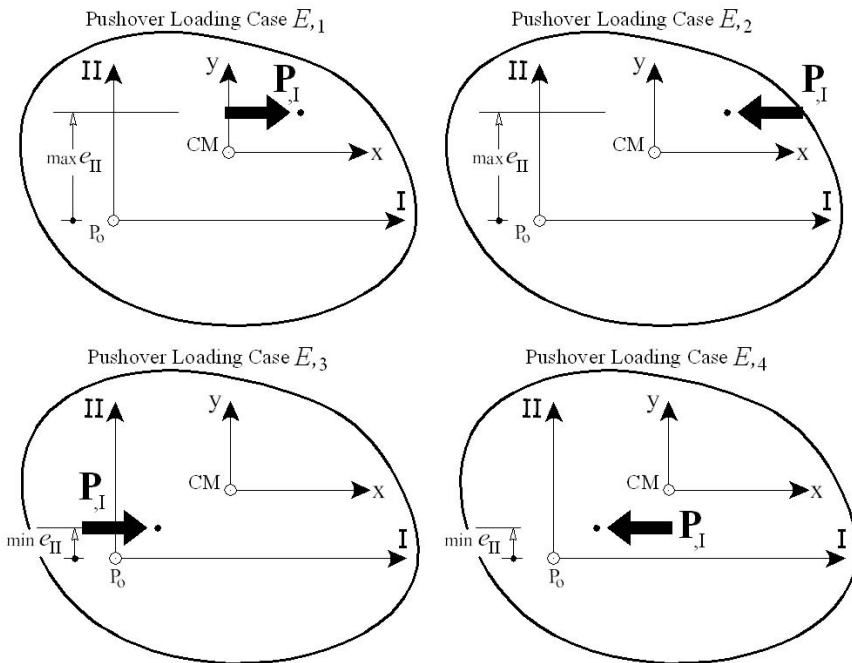 Pushover Loading Case E,1
II
y
P,I
max eII
CM
x
I
Po
Pushover Loading Case E,2
II
y
P,I
max eII
CM
x
I
Po
Pushover Loading Case E,3
II
y
P,I
CM
x
min eII
I
Po
Pushover Loading Case E,4
II
y
CM
x
P,I
min eII
I
Po